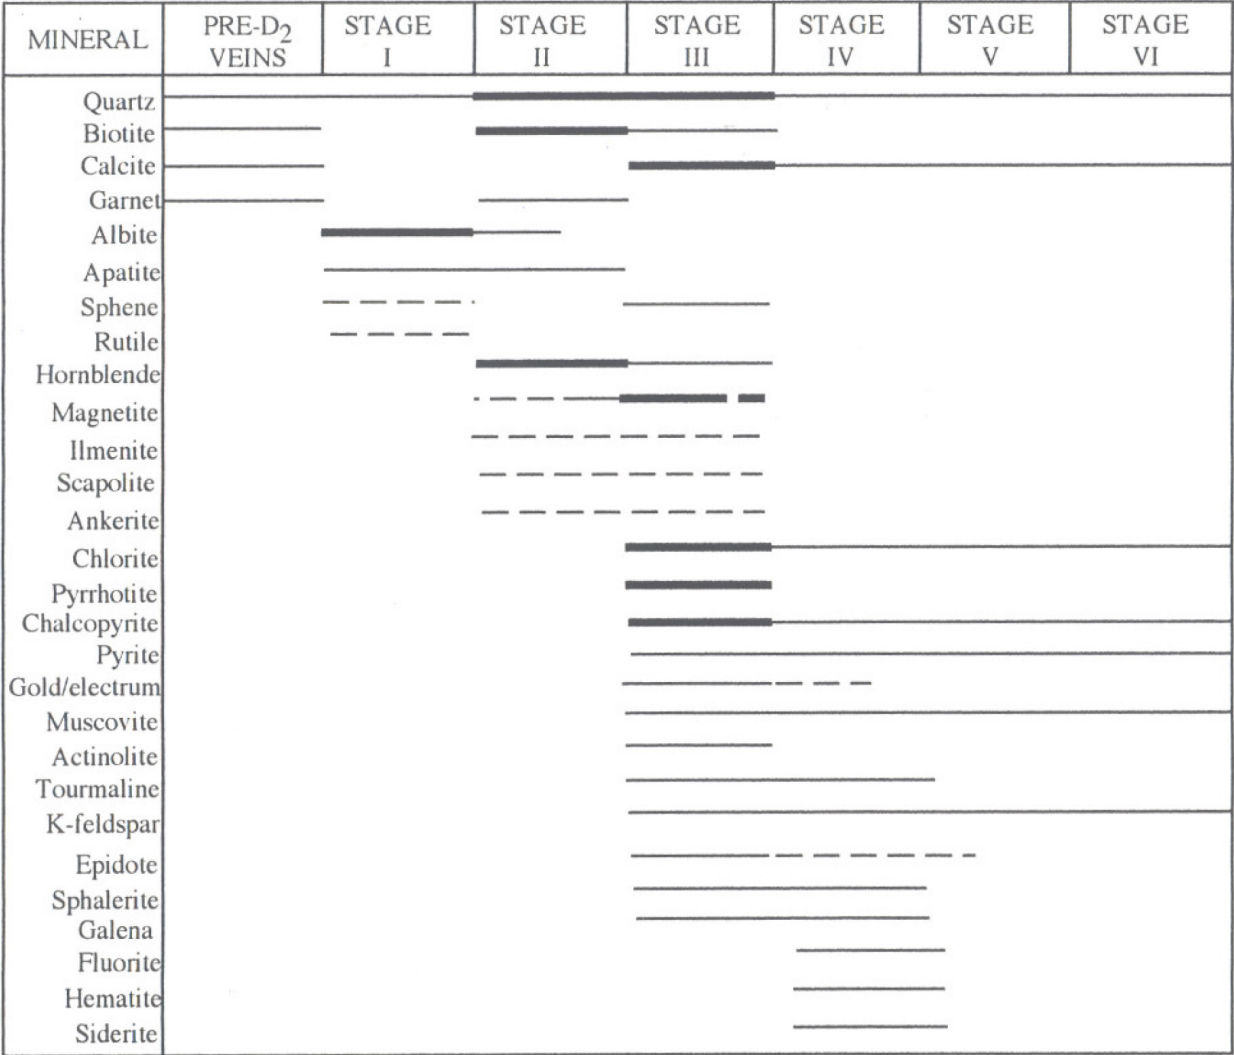 MINERAL
PRE-D2 VEINS
STAGE I
STAGE II
STAGE III
STAGE IV
STAGE V
STAGE VI
Quartz
Biotite
Calcite
Garnet
Albite
Apatite
Sphene
Rutile
Hornblende
Magnetite
Ilmenite
Scapolite
Ankerite
Chlorite
Pyrrhotite
Chalcopyrite
Pyrite
Gold/electrum
Muscovite
Actinolite
Tourmaline
K-feldspar
Epidote
Sphalerite
Galena
Fluorite
Hematite
Siderite